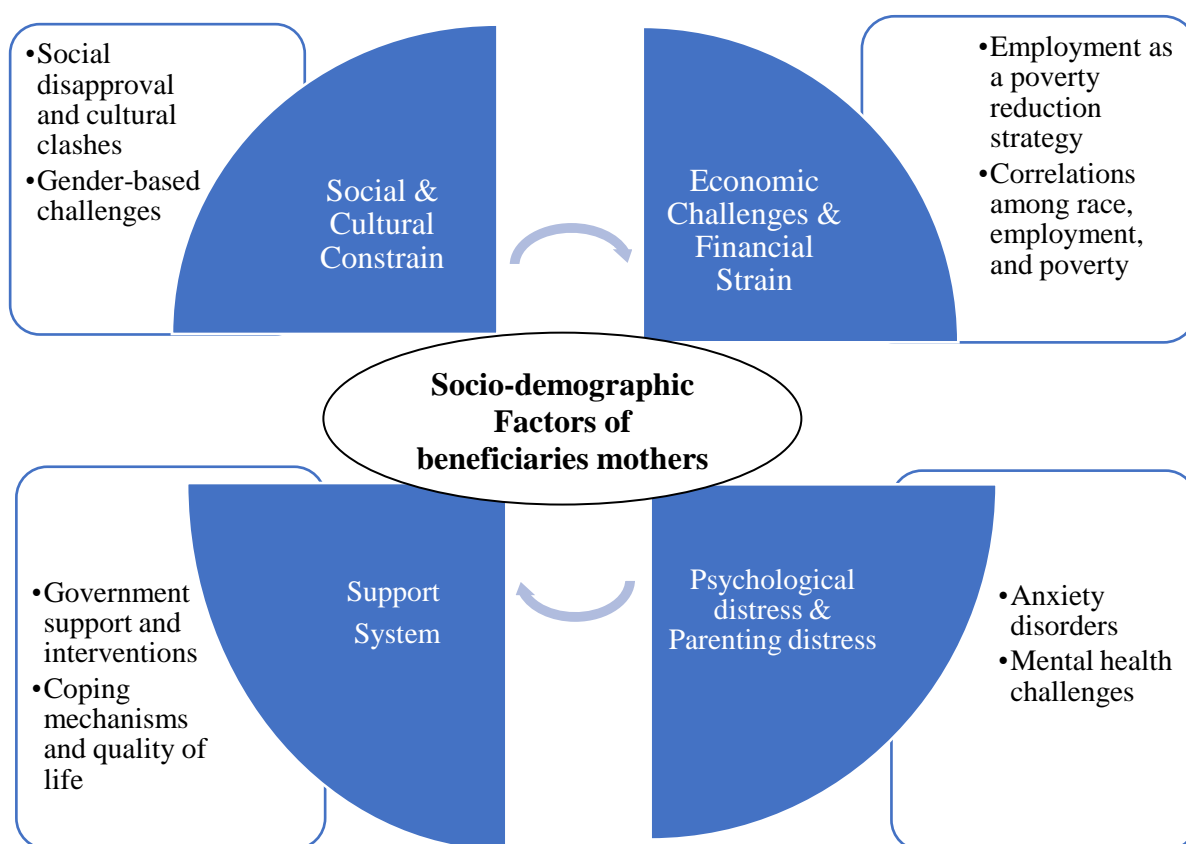 •Social
disapproval
and cultural
clashes
•Gender-based
challenges
Social &
Cultural
Constrain
Economic
Challenges &
Financial
Strain
•Employment as
a poverty
reduction
strategy
•Correlations
among race,
employment,
and poverty
Socio-demographic
Factors of
beneficiaries mothers
•Government
support and
interventions
•Coping
mechanisms
and quality of
life
Support
System
Psychological
distress &
Parenting distress
•Anxiety
disorders
•Mental health
challenges